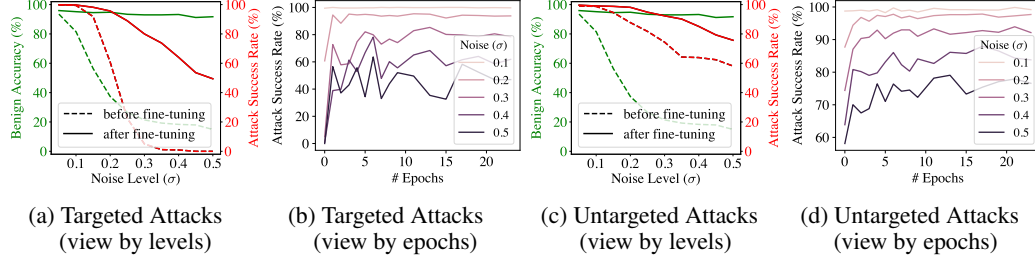 100
80
60
40
20
0
Benign Accuracy (%)
before fine-tuning
after fine-tuning
0.1 0.2 0.3 0.4 0.5
Noise Level (σ)
100
80
60
40
20
0
Attack Success Rate (%)
100
80
60
40
20
0
Attack Success Rate (%)
Noise (σ)
0.1
0.2
0.3
0.4
0.5
0 5 10 15 20
# Epochs
100
80
60
40
20
0
Benign Accuracy (%)
before fine-tuning
after fine-tuning
0.1 0.2 0.3 0.4 0.5
Noise Level (σ)
100
80
60
40
20
0
Attack Success Rate (%)
100
90
80
70
60
Attack Success Rate (%)
Noise (σ)
0.1
0.2
0.3
0.4
0.5
0 5 10 15 20
# Epochs
(a) Targeted Attacks
(view by levels)
(b) Targeted Attacks
(view by epochs)
(c) Untargeted Attacks
(view by levels)
(d) Untargeted Attacks
(view by epochs)